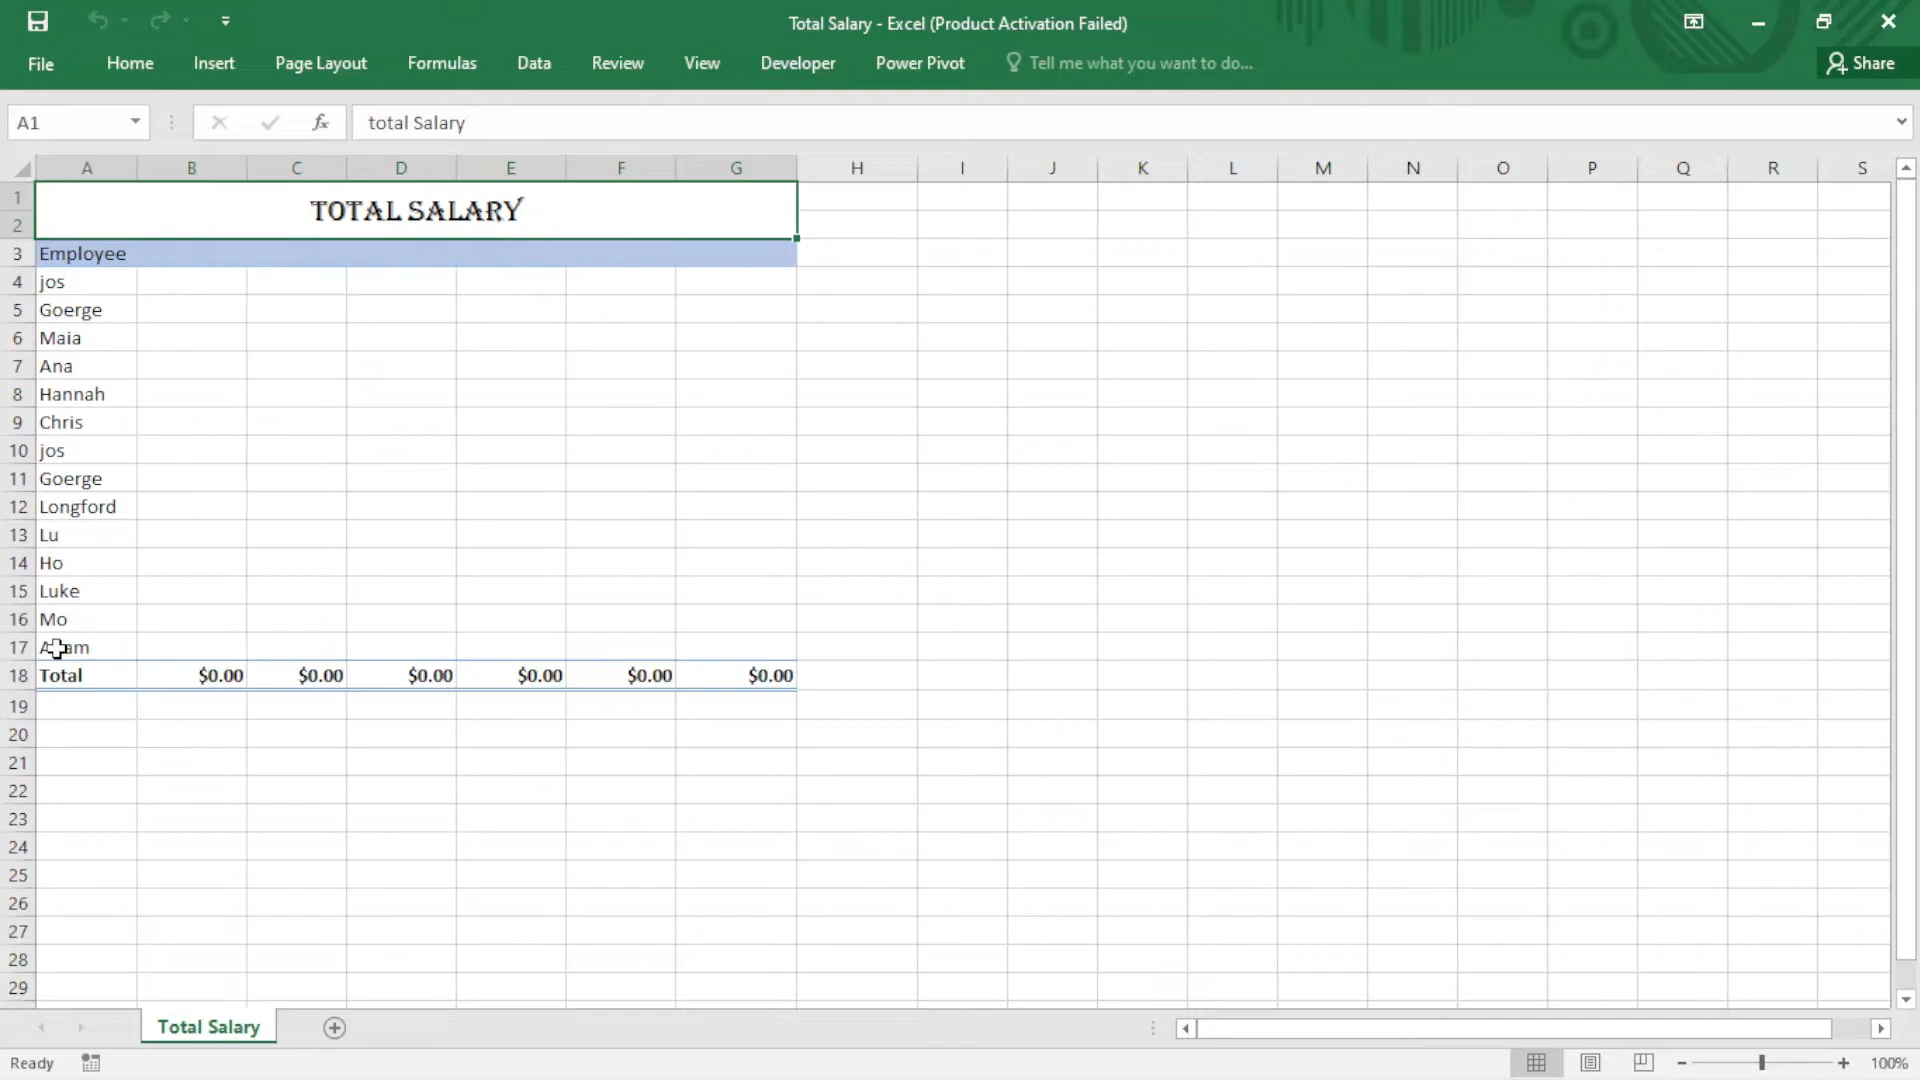 Total Salary - Excel (Product Activation Failed)
File Home Insert Page Layout Formulas Data Review View Developer Power Pivot Tell me what you want to do... Share
A1 fx total Salary
A B C D E F G H I J K L M N O P Q R S
1 TOTAL SALARY
2
3 Employee
4 jos
5 Goerge
6 Maia
7 Ana
8 Hannah
9 Chris
10 jos
11 Goerge
12 Longford
13 Lu
14 Ho
15 Luke
16 Mo
17
18 Total $0.00 $0.00 $0.00 $0.00 $0.00 $0.00
19
20
21
22
23
24
25
26
27
28
29
Total Salary
Ready 100%